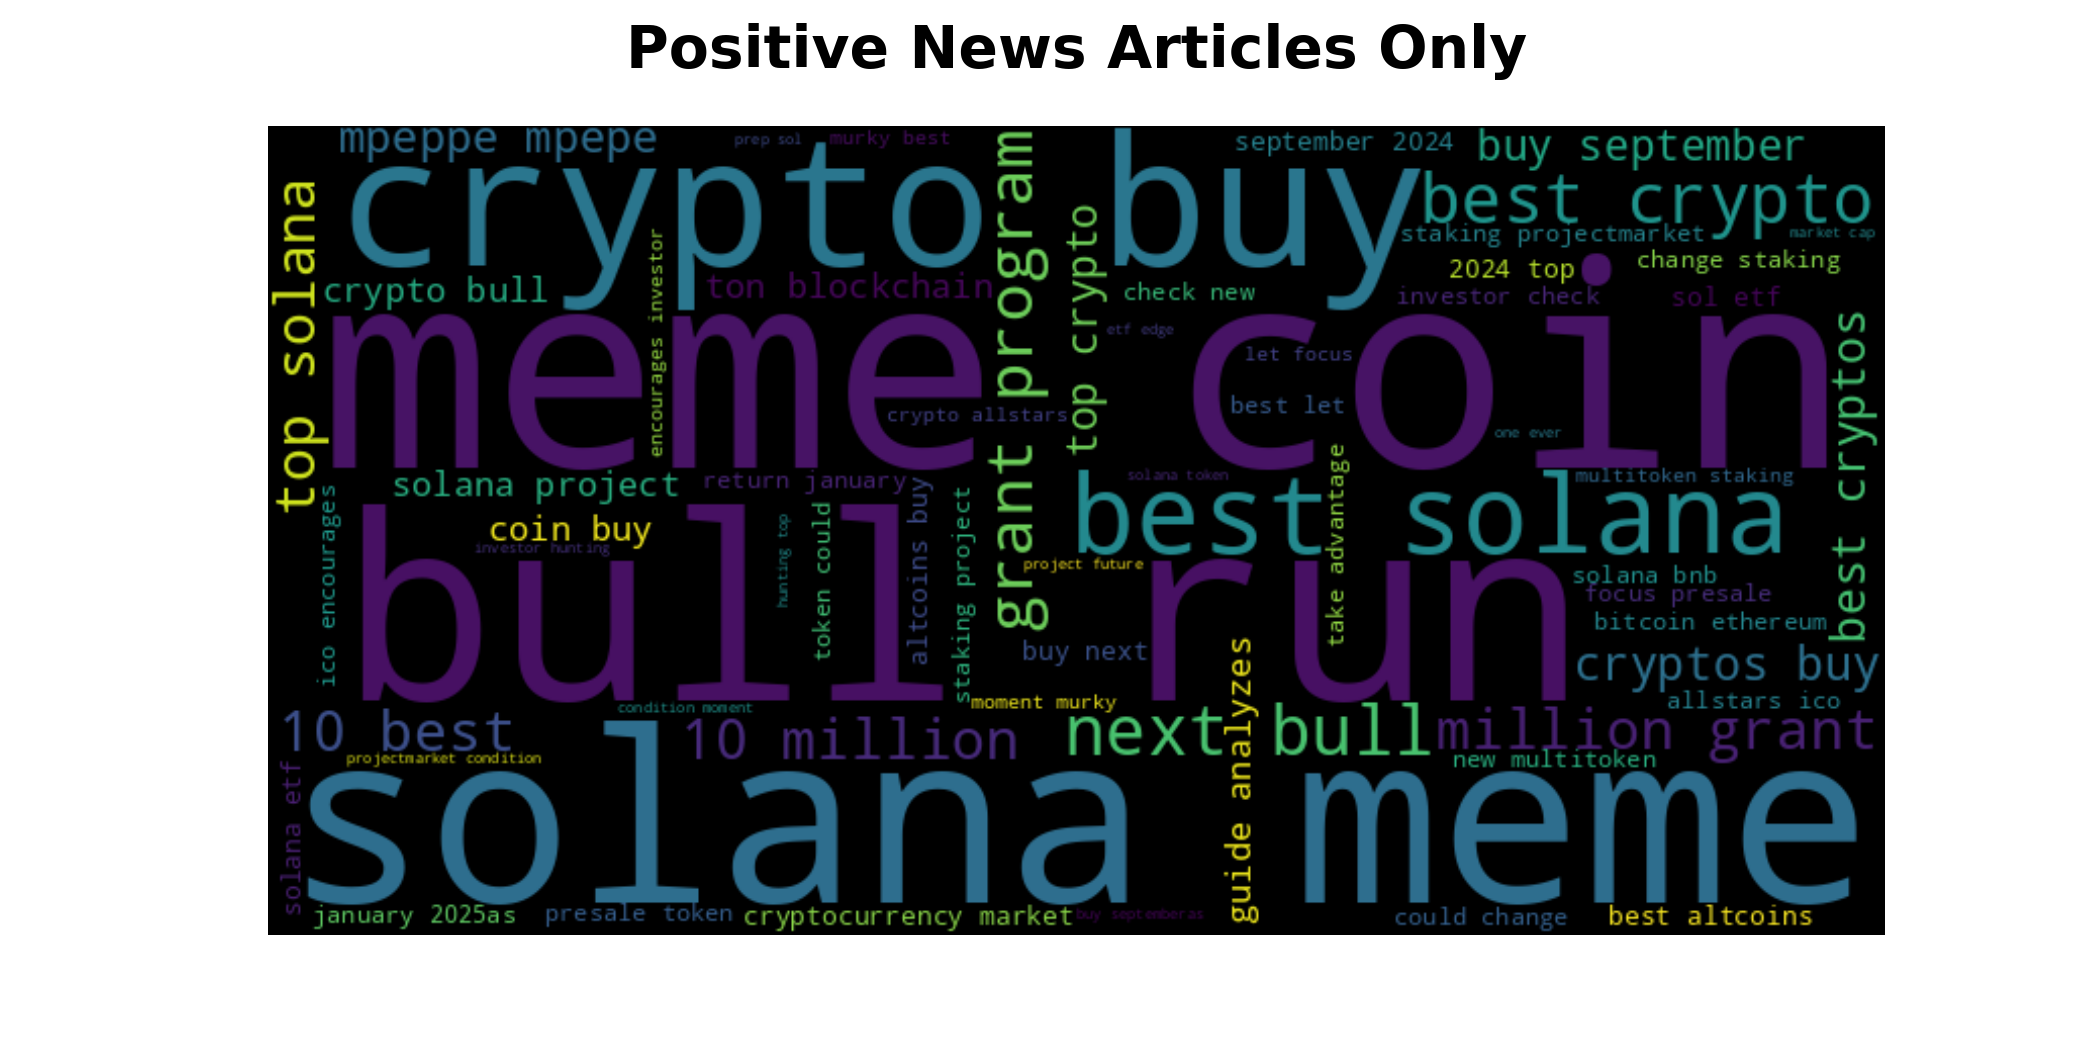 Positive News Articles Only
mpeppe mpepe
prep sol
murky best
september 2024
buy september
crypto buy
best crypto
top solana
grant program
top crypto
staking projectmarket
market cap
encourages investor
2024 top
change staking
crypto bull
ton blockchain
check new
investor check
sol etf
meme coin
etf edge
let focus
best cryptos
best let
crypto allstars
one ever
solana project
return january
solana token
take advantage
multitoken staking
best solana
ico encourages
coin buy
investor hunting
hunting top
token could
altcoins buy
staking project
bull run
project future
solana bnb
focus presale
bitcoin ethereum
buy next
cryptos buy
guide analyzes
moment murky
allstars ico
condition moment
10 best
10 million
next bull
million grant
projectmarket condition
new multitoken
solana etf
solana meme
january 2025as
presale token
cryptocurrency market
buy septemberas
could change
best altcoins